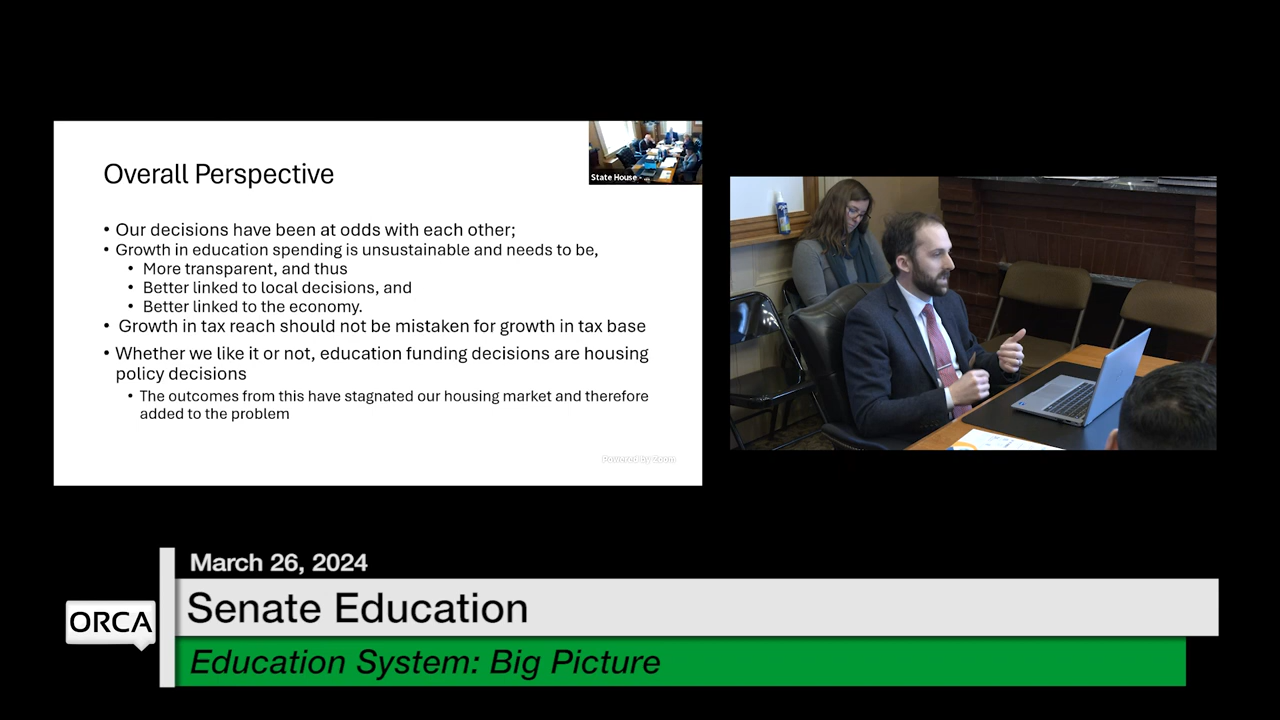 Overall Perspective
State House - ...
• Our decisions have been at odds with each other;
• Growth in education spending is unsustainable and needs to be,
• More transparent, and thus
• Better linked to local decisions, and
• Better linked to the economy.
• Growth in tax reach should not be mistaken for growth in tax base
• Whether we like it or not, education funding decisions are housing
policy decisions
• The outcomes from this have stagnated our housing market and therefore
added to the problem
Powered by Zoom
March 26, 2024
ORCA
Senate Education
Education System: Big Picture